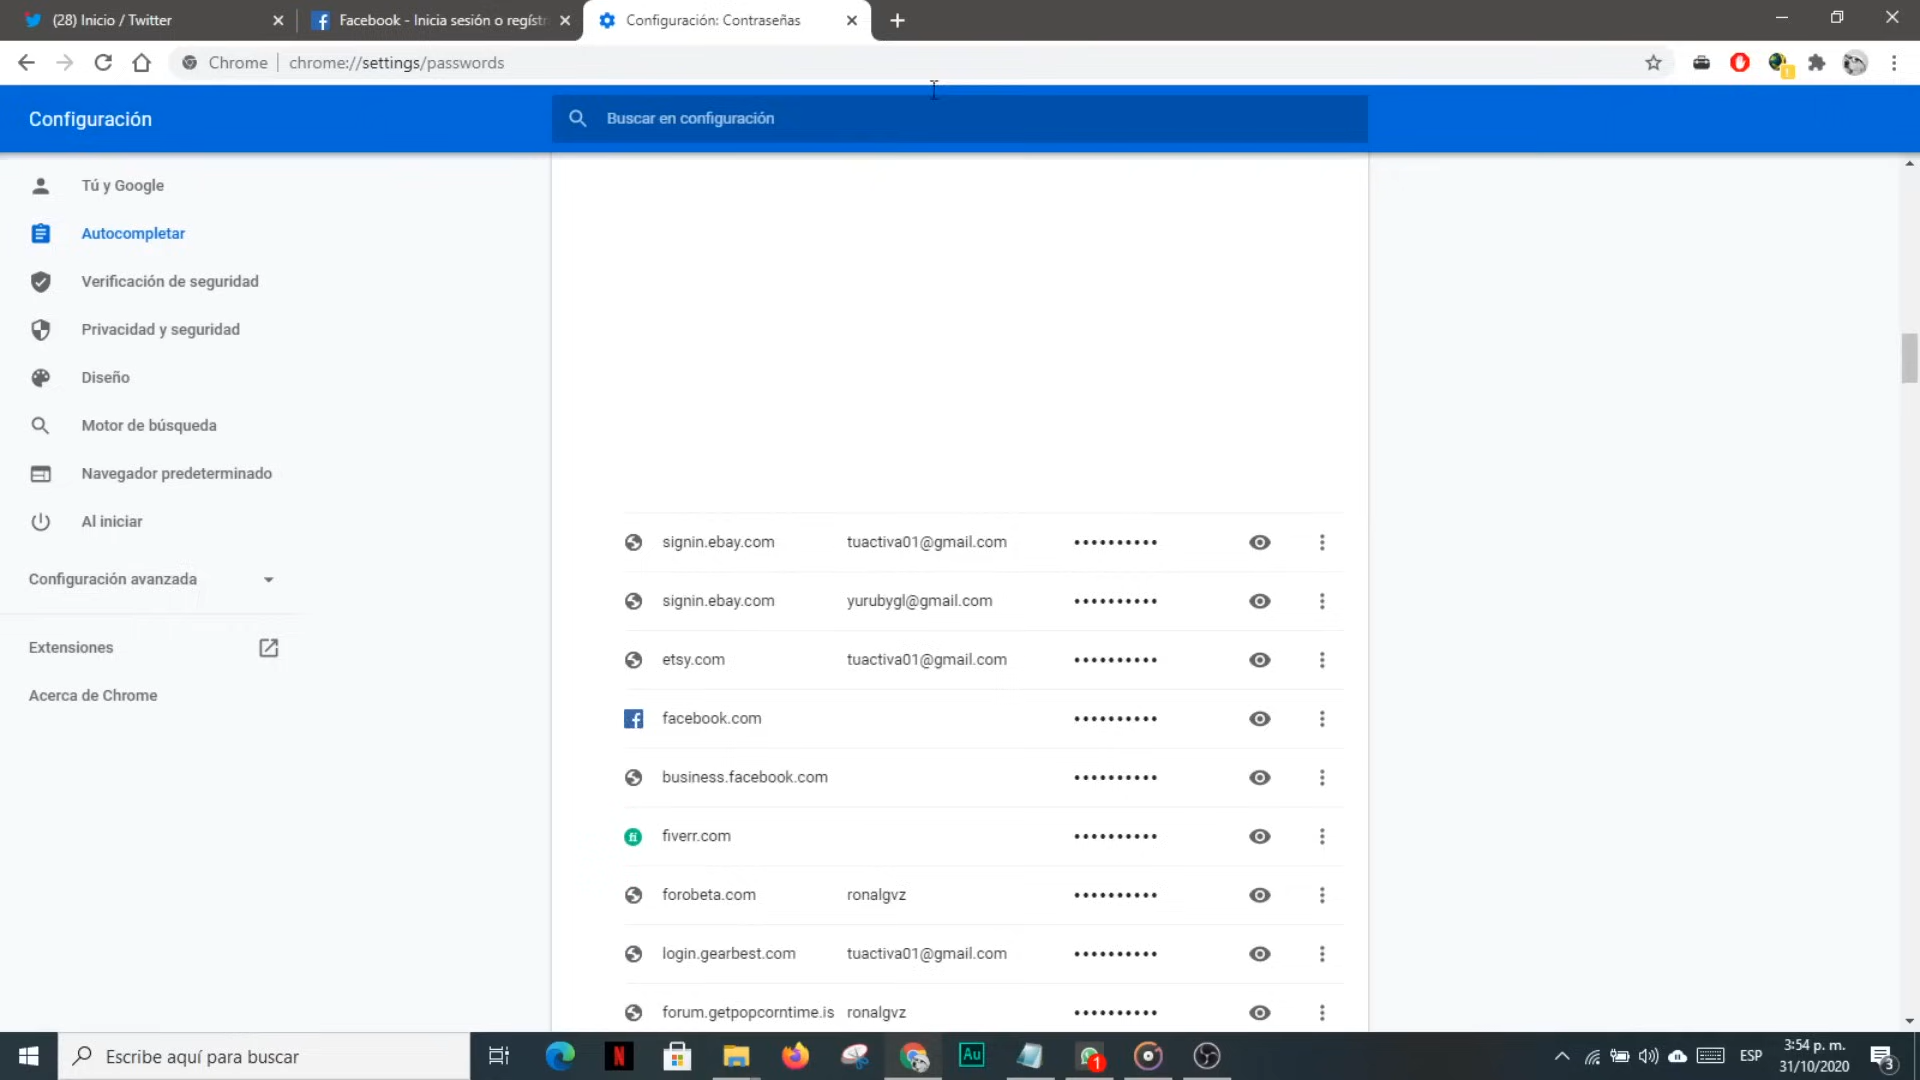 (28) Inicio / Twitter
Facebook - Inicia sesión o regístr
Configuración: Contraseñas
Chrome
chrome://settings/passwords
Configuración
Buscar en configuración
Tú y Google
Autocompletar
Verificación de seguridad
Privacidad y seguridad
Diseño
Motor de búsqueda
Navegador predeterminado
Al iniciar
Configuración avanzada
Extensiones
Acerca de Chrome
signin.ebay.com tuactiva01@gmail.com ••••••••••
signin.ebay.com yurubygl@gmail.com ••••••••••
etsy.com tuactiva01@gmail.com ••••••••••
facebook.com ••••••••••
business.facebook.com ••••••••••
fiverr.com ••••••••••
forobeta.com ronalgvz ••••••••••
login.gearbest.com tuactiva01@gmail.com ••••••••••
forum.getpopcorntime.is ronalgvz ••••••••••
Escribe aquí para buscar
N
Au
1
ESP
3:54 p. m.
31/10/2020
3